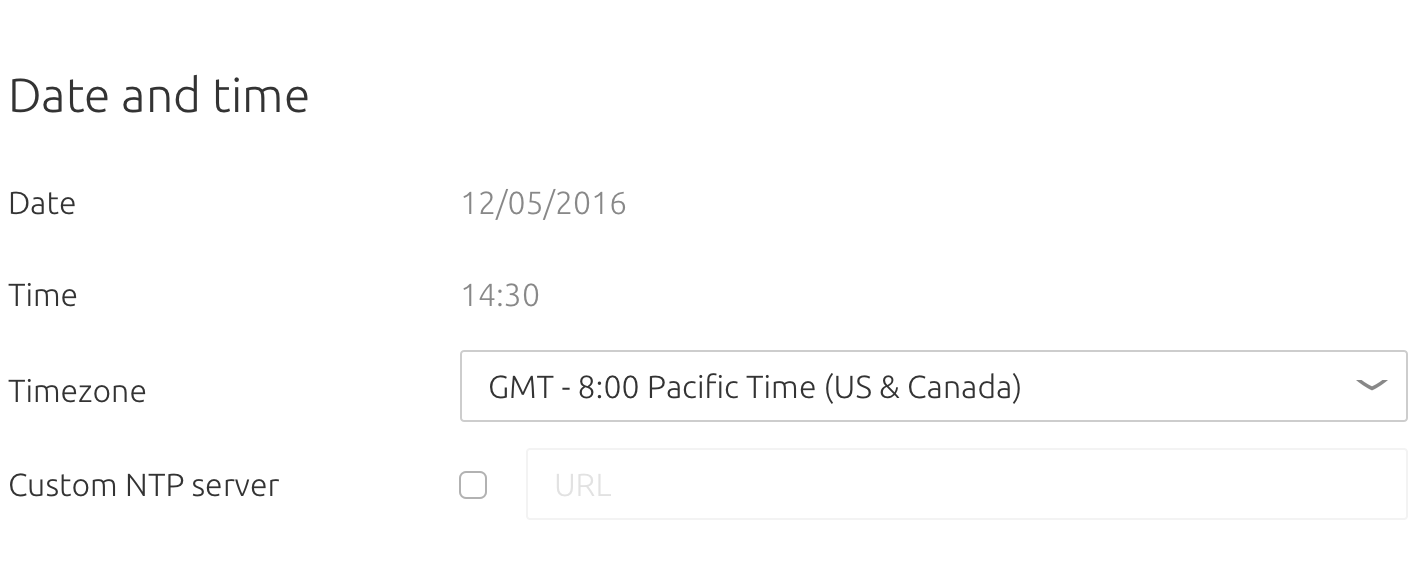 Date and time
Date 12/05/2016
Time 14:30
Timezone GMT - 8:00 Pacific Time (US & Canada)
Custom NTP server URL